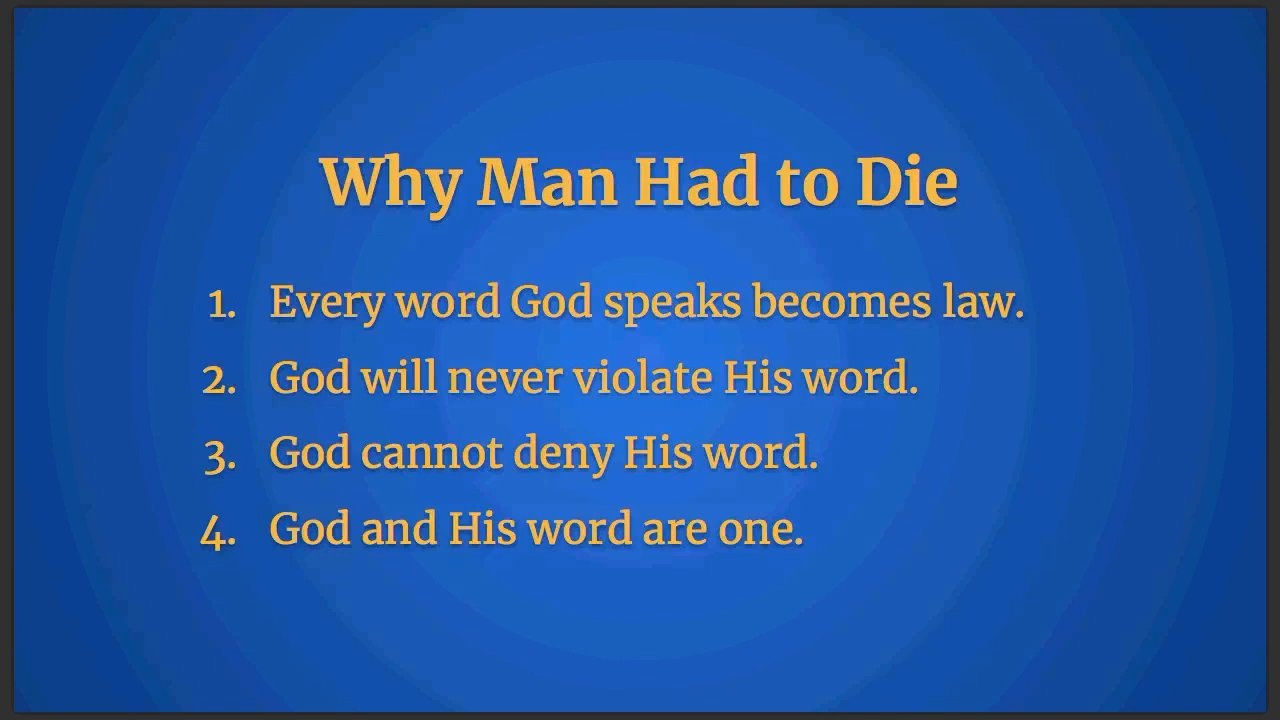 Why Man Had to Die
1. Every word God speaks becomes law.
2. God will never violate His word.
3. God cannot deny His word.
4. God and His word are one.